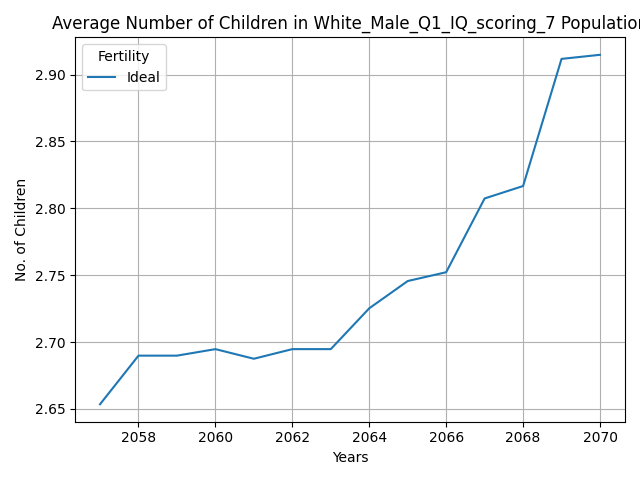 Average Number of Children in White_Male_Q1_IQ_scoring_7 Population
Fertility
Ideal
No. of Children
2.90
2.85
2.80
2.75
2.70
2.65
2058 2060 2062 2064 2066 2068 2070
Years